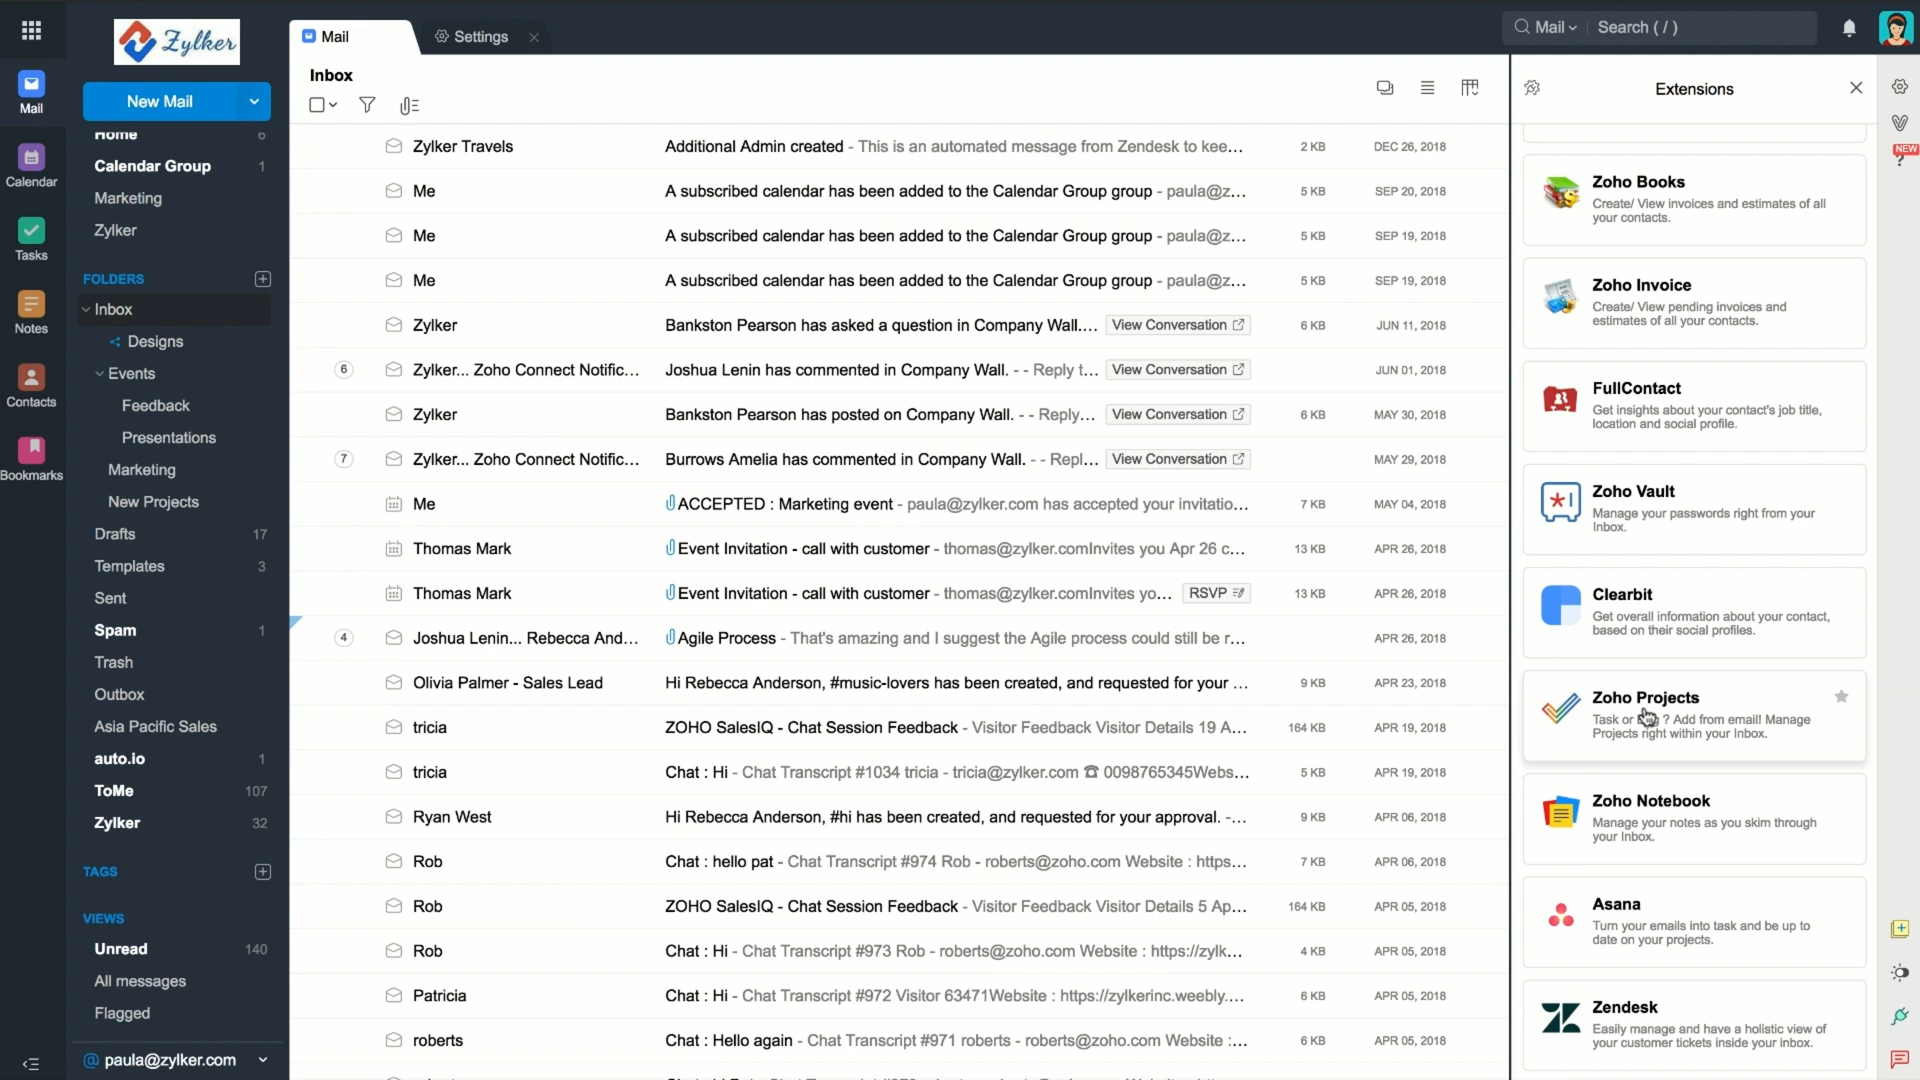 Zylker
Mail
Settings
Mail
Search ( / )
Mail
New Mail
Inbox
Extensions
NEW
Home 6
Calendar Group 1
Marketing
Zylker
Calendar
Tasks
Notes
Contacts
Bookmarks
FOLDERS
Inbox
Designs
Events
Feedback
Presentations
Marketing
New Projects
Drafts 17
Templates 3
Sent
Spam 1
Trash
Outbox
Asia Pacific Sales
auto.io 1
ToMe 107
Zylker 32
TAGS
VIEWS
Unread 140
All messages
Flagged
@ paula@zylker.com
Zylker Travels Additional Admin created - This is an automated message from Zendesk to kee... 2 KB DEC 26, 2018
Me A subscribed calendar has been added to the Calendar Group group - paula@z... 5 KB SEP 20, 2018
Me A subscribed calendar has been added to the Calendar Group group - paula@z... 5 KB SEP 19, 2018
Me A subscribed calendar has been added to the Calendar Group group - paula@z... 5 KB SEP 19, 2018
Zylker Bankston Pearson has asked a question in Company Wall.... View Conversation 6 KB JUN 11, 2018
6 Zylker... Zoho Connect Notific... Joshua Lenin has commented in Company Wall. - - Reply t... View Conversation JUN 01, 2018
Zylker Bankston Pearson has posted on Company Wall. - - Reply... View Conversation 6 KB MAY 30, 2018
7 Zylker... Zoho Connect Notific... Burrows Amelia has commented in Company Wall. - - Repl... View Conversation MAY 29, 2018
Me ACCEPTED : Marketing event - paula@zylker.com has accepted your invitatio... 7 KB MAY 04, 2018
Thomas Mark Event Invitation - call with customer - thomas@zylker.comInvites you Apr 26 c... 13 KB APR 26, 2018
Thomas Mark Event Invitation - call with customer - thomas@zylker.comInvites yo... RSVP 13 KB APR 26, 2018
4 Joshua Lenin... Rebecca And... Agile Process - That's amazing and I suggest the Agile process could still be r... APR 26, 2018
Olivia Palmer - Sales Lead Hi Rebecca Anderson, #music-lovers has been created, and requested for your ... 9 KB APR 23, 2018
tricia ZOHO SalesIQ - Chat Session Feedback - Visitor Feedback Visitor Details 19 A... 164 KB APR 19, 2018
tricia Chat : Hi - Chat Transcript #1034 tricia - tricia@zylker.com ☎ 0098765345Webs... 5 KB APR 19, 2018
Ryan West Hi Rebecca Anderson, #hi has been created, and requested for your approval. -... 9 KB APR 06, 2018
Rob Chat : hello pat - Chat Transcript #974 Rob - roberts@zoho.com Website : https... 7 KB APR 06, 2018
Rob ZOHO SalesIQ - Chat Session Feedback - Visitor Feedback Visitor Details 5 Ap... 164 KB APR 05, 2018
Rob Chat : Hi - Chat Transcript #973 Rob - roberts@zoho.com Website : https://zylk... 4 KB APR 05, 2018
Patricia Chat : Hi - Chat Transcript #972 Visitor 63471Website : https://zylkerinc.weebly.... 6 KB APR 05, 2018
roberts Chat : Hello again - Chat Transcript #971 roberts - roberts@zoho.com Website :... 6 KB APR 05, 2018
Zoho Books
Create/ View invoices and estimates of all
your contacts.
Zoho Invoice
Create/ View pending invoices and
estimates of all your contacts.
FullContact
Get insights about your contact's job title,
location and social profile.
Zoho Vault
Manage your passwords right from your
Inbox.
Clearbit
Get overall information about your contact,
based on their social profiles.
Zoho Projects
Task or ? Add from email! Manage
Projects right within your Inbox.
Zoho Notebook
Manage your notes as you skim through
your Inbox.
Asana
Turn your emails into task and be up to
date on your projects.
Zendesk
Easily manage and have a holistic view of
your customer tickets inside your inbox.